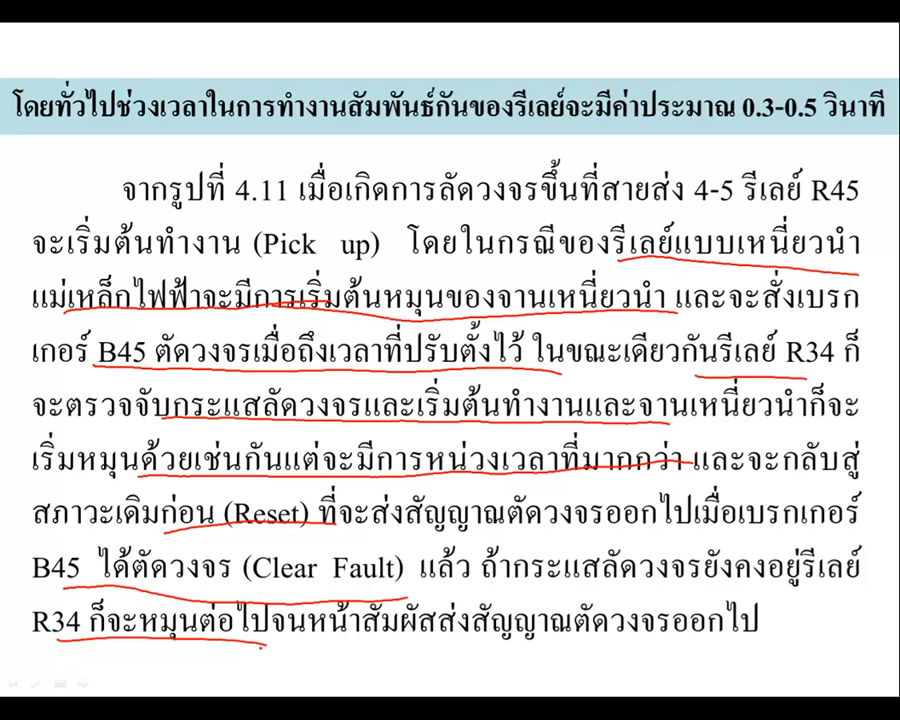 โดยทั่วไปช่วงเวลาในการทำงานสัมพันธ์กันของรีเลย์จะมีค่าประมาณ 0.3-0.5 วินาที
จากรูปที่ 4.11 เมื่อเกิดการลัดวงจรขึ้นที่สายส่ง 4-5 รีเลย์ R45
จะเริ่มต้นทำงาน (Pick up) โดยในกรณีของรีเลย์แบบเหนี่ยวนำ
แม่เหล็กไฟฟ้าจะมีการเริ่มต้นหมุนของจานเหนี่ยวนำ และจะสั่งเบรก
เกอร์ B45 ตัดวงจรเมื่อถึงเวลาที่ปรับตั้งไว้ ในขณะเดียวกันรีเลย์ R34 ก็
จะตรวจจับกระแสลัดวงจรและเริ่มต้นทำงานและจานเหนี่ยวนำก็จะ
เริ่มหมุนด้วยเช่นกันแต่จะมีการหน่วงเวลาที่มากกว่า และจะกลับสู่
สภาวะเดิมก่อน (Reset) ที่จะส่งสัญญาณตัดวงจรออกไปเมื่อเบรกเกอร์
B45 ได้ตัดวงจร (Clear Fault) แล้ว ถ้ากระแสลัดวงจรยังคงอยู่รีเลย์
R34 ก็จะหมุนต่อไปจนหน้าสัมผัสส่งสัญญาณตัดวงจรออกไป